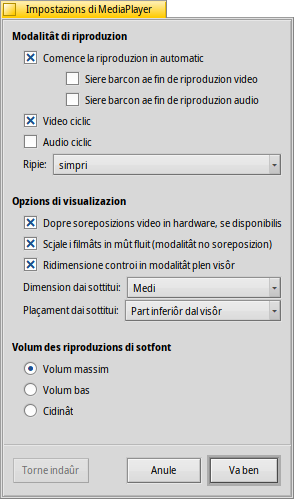 Impostazions di MediaPlayer
Modalitât di riproduzion
Comence la riproduzion in automatic
Siere barcon ae fin de riproduzion video
Siere barcon ae fin de riproduzion audio
Video ciclic
Audio ciclic
Ripie: simpri
Opzions di visualizazion
Dopre soreposizions video in hardware, se disponibilis
Scjale i filmâts in mût fluit (modalitât no soreposizion)
Ridimensione controi in modalitât plen visôr
Dimension dai sottitui: Medi
Plaçament dai sottitui: Part inferiôr dal visôr
Volum des riproduzions di sotfont
Volum massim
Volum bas
Cidinât
Torne indaûr Anule Va ben